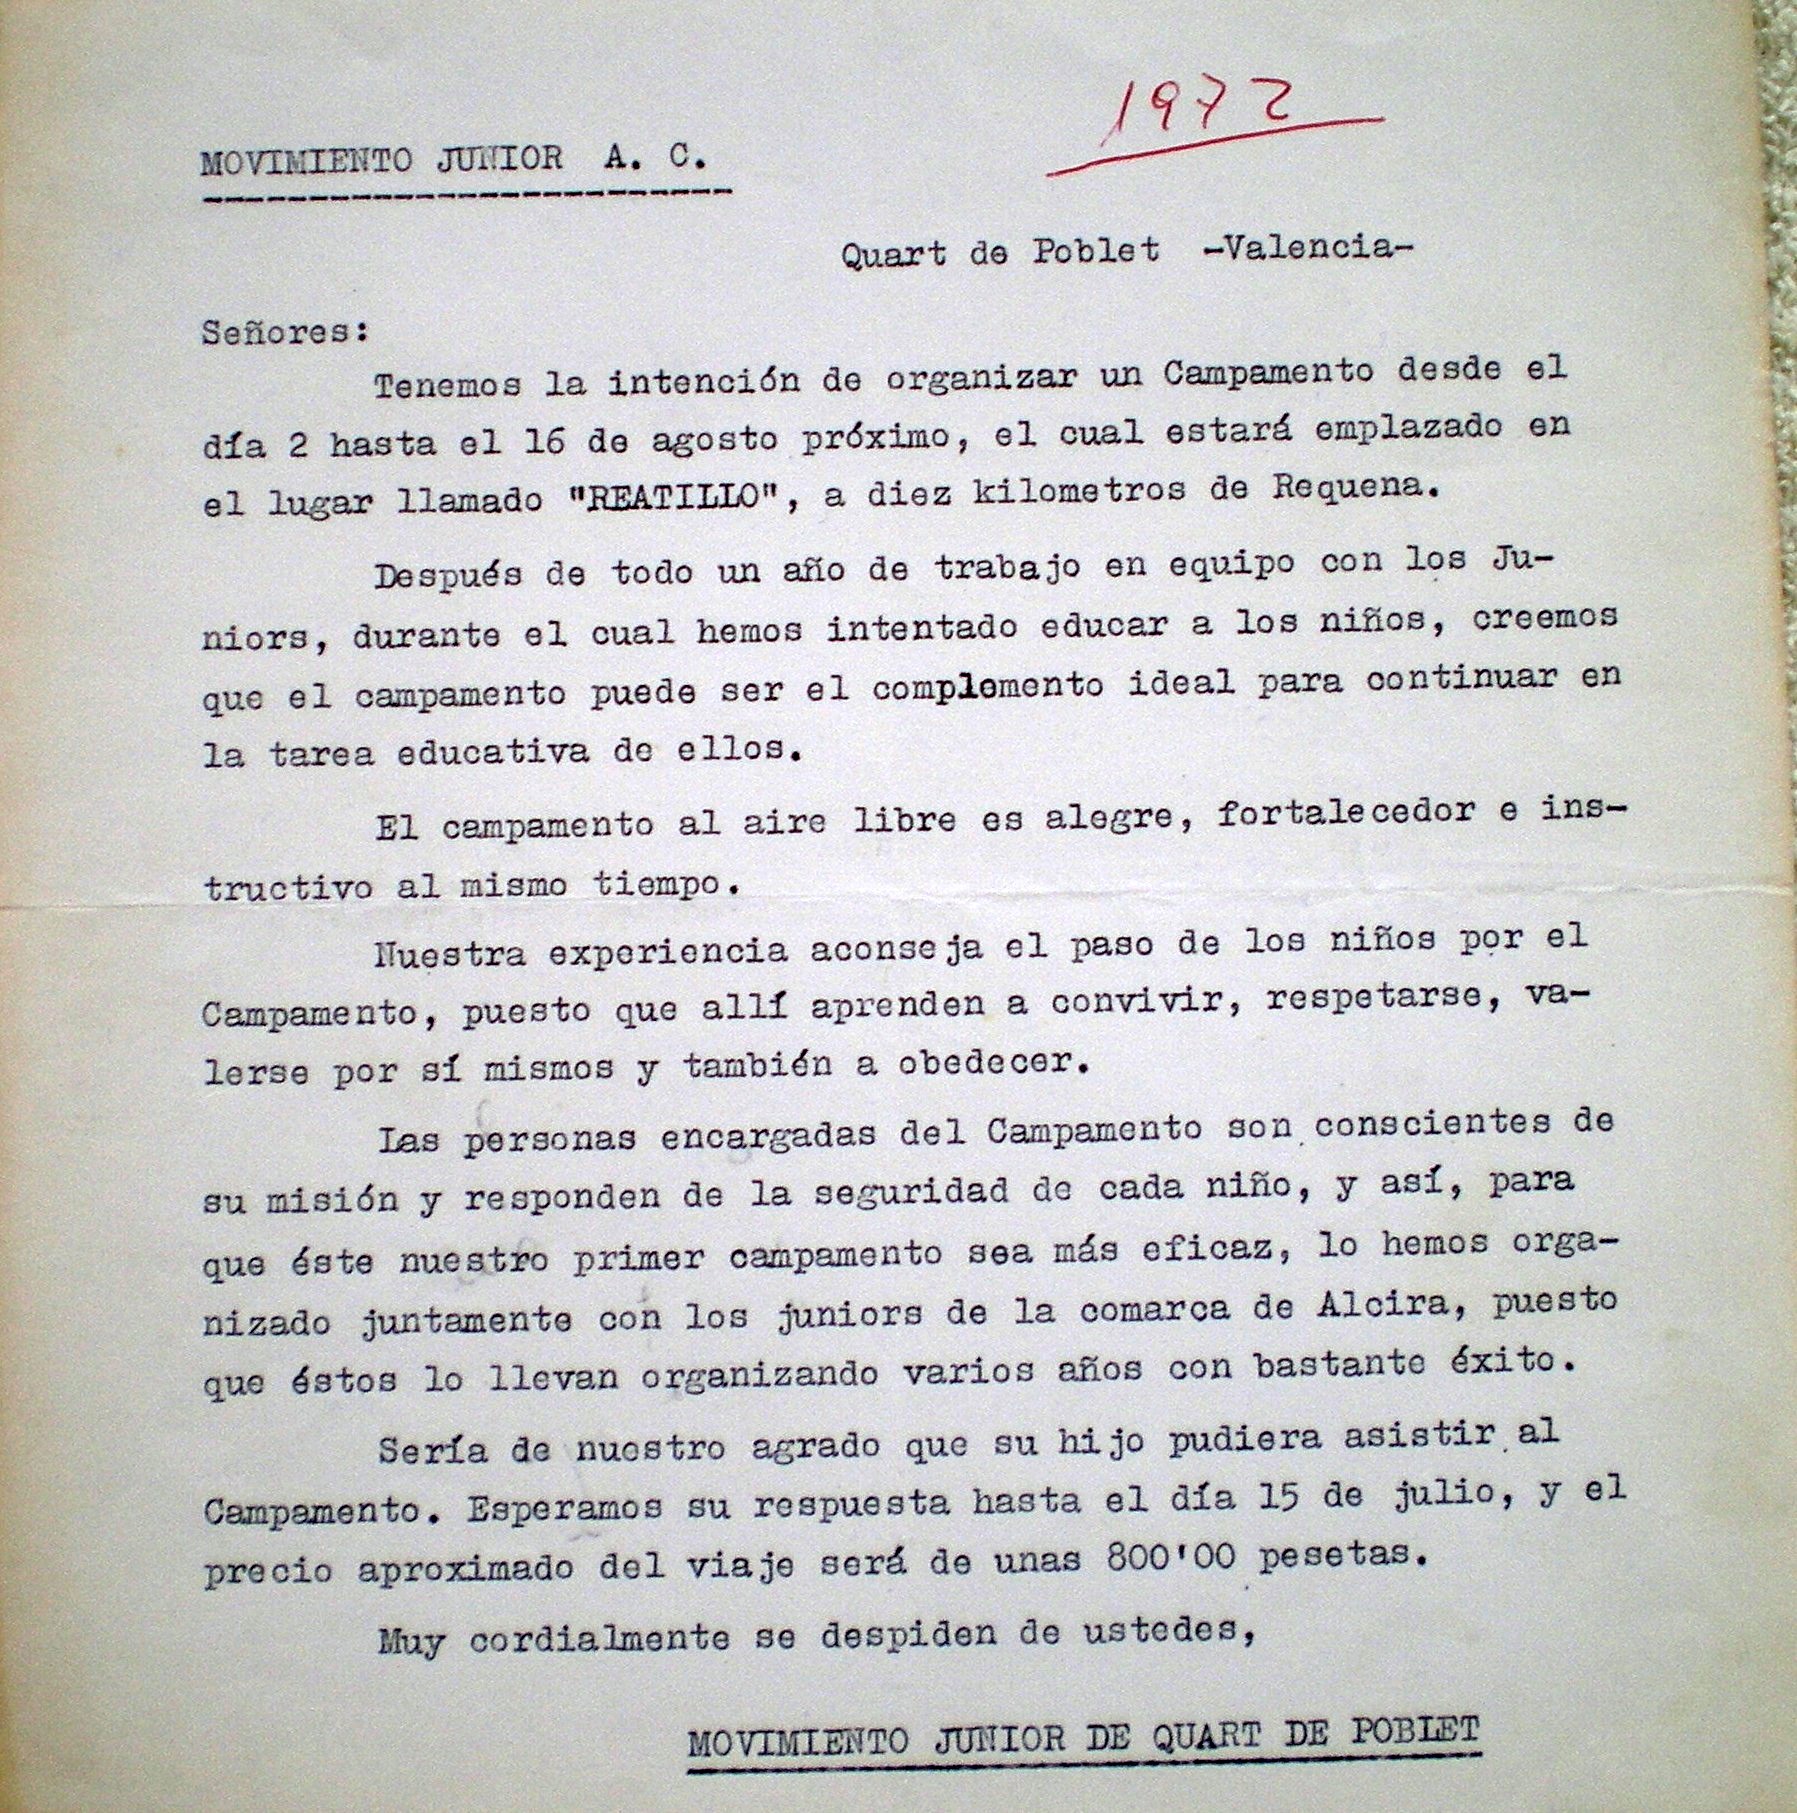 1972
MOVIMIENTO JUNIOR A. C.
Quart de Poblet -Valencia-
Señores:
Tenemos la intención de organizar un Campamento desde el
día 2 hasta el 16 de agosto próximo, el cual estará emplazado en
el lugar llamado "REATILLO", a diez kilometros de Requena.
Después de todo un año de trabajo en equipo con los Ju-
niors, durante el cual hemos intentado educar a los niños, creemos
que el campamento puede ser el complemento ideal para continuar en
la tarea educativa de ellos.
El campamento al aire libre es alegre, fortalecedor e ins-
tructivo al mismo tiempo.
Nuestra experiencia aconseja el paso de los niños por el
Campamento, puesto que allí aprenden a convivir, respetarse, va-
lerse por sí mismos y también a obedecer.
Las personas encargadas del Campamento son conscientes de
su misión y responden de la seguridad de cada niño, y así, para
que éste nuestro primer campamento sea más eficaz, lo hemos orga-
nizado juntamente con los juniors de la comarca de Alcira, puesto
que éstos lo llevan organizando varios años con bastante éxito.
Sería de nuestro agrado que su hijo pudiera asistir al
Campamento. Esperamos su respuesta hasta el día 15 de julio, y el
precio aproximado del viaje será de unas 800'00 pesetas.
Muy cordialmente se despiden de ustedes,
MOVIMIENTO JUNIOR DE QUART DE POBLET